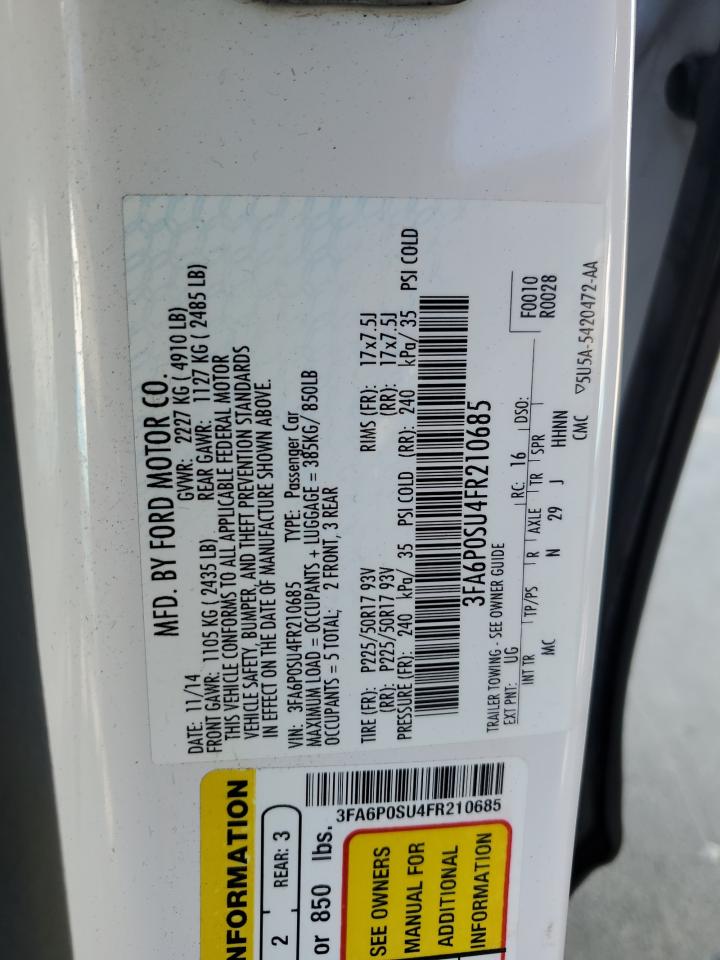 MFD. BY FORD MOTOR CO.
DATE: 11/14 GVWR: 2227 KG ( 4910 LB)
FRONT GAWR: 1105 KG ( 2435 LB) REAR GAWR: 1127 KG ( 2485 LB)
THIS VEHICLE CONFORMS TO ALL APPLICABLE FEDERAL MOTOR
VEHICLE SAFETY, BUMPER, AND THEFT PREVENTION STANDARDS
IN EFFECT ON THE DATE OF MANUFACTURE SHOWN ABOVE.
VIN: 3FA6P0SU4FR210685 TYPE: Passenger Car
MAXIMUM LOAD = OCCUPANTS + LUGGAGE = 385KG/ 850LB
OCCUPANTS = 5 TOTAL; 2 FRONT, 3 REAR
TIRE (FR): P225/50R17 93V RIMS (FR): 17x7.5J
(RR): P225/50R17 93V (RR): 17x7.5J
PRESSURE (FR): 240 kPa/ 35 PSI COLD (RR): 240 kPa/ 35 PSI COLD
3FA6P0SU4FR210685
TRAILER TOWING - SEE OWNER GUIDE
EXT PNT: UG RC: 16 DSO: F0010
R0028
INT TR TP/PS R AXLE TR SPR
MC N 29 J HHNN
CMC ▽5U5A-5420472-AA
INFORMATION
2 REAR: 3
or 850 lbs.
3FA6P0SU4FR210685
SEE OWNERS
MANUAL FOR
ADDITIONAL
INFORMATION